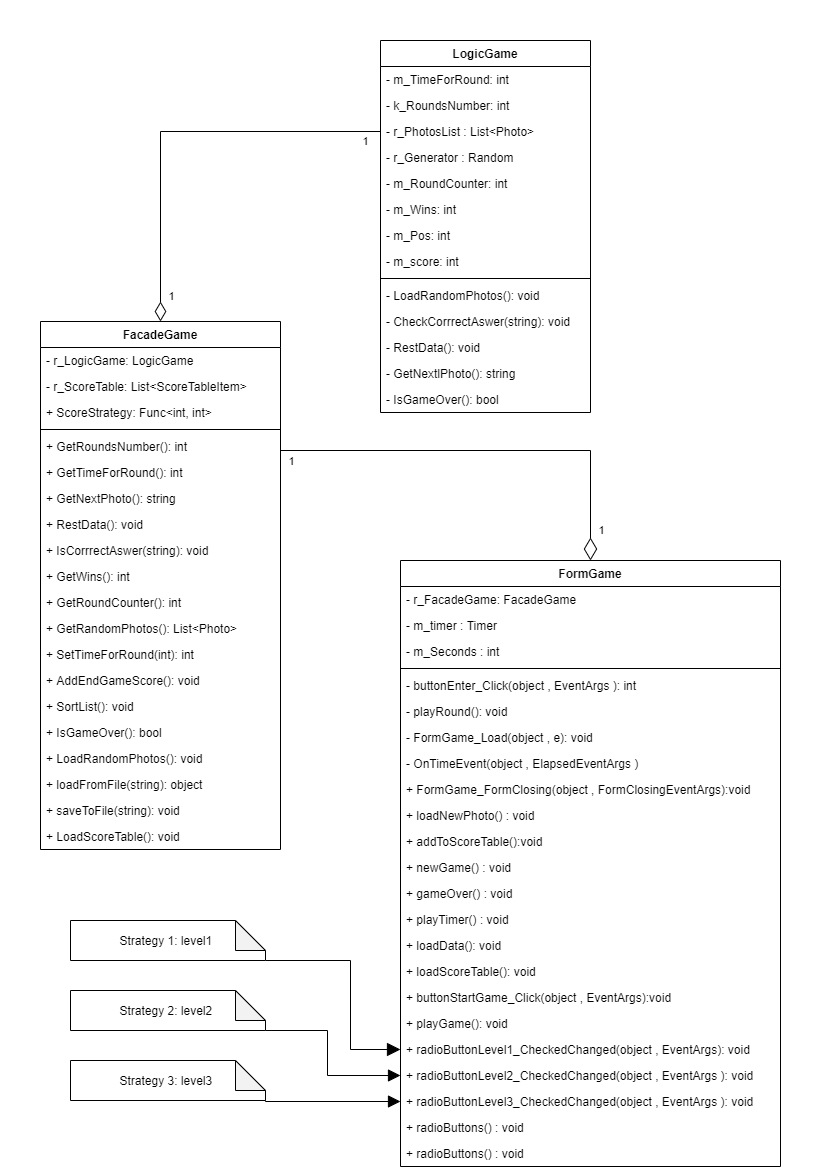 LogicGame
- m_TimeForRound: int
- k_RoundsNumber: int
- r_PhotosList : List<Photo>
- r_Generator : Random
- m_RoundCounter: int
- m_Wins: int
- m_Pos: int
- m_score: int
- LoadRandomPhotos(): void
- CheckCorrrectAswer(string): void
- RestData(): void
- GetNextlPhoto(): string
- IsGameOver(): bool
1
1
FacadeGame
- r_LogicGame: LogicGame
- r_ScoreTable: List<ScoreTableItem>
+ ScoreStrategy: Func<int, int>
+ GetRoundsNumber(): int
+ GetTimeForRound(): int
+ GetNextPhoto(): string
+ RestData(): void
+ IsCorrrectAswer(string): void
+ GetWins(): int
+ GetRoundCounter(): int
+ GetRandomPhotos(): List<Photo>
+ SetTimeForRound(int): int
+ AddEndGameScore(): void
+ SortList(): void
+ IsGameOver(): bool
+ LoadRandomPhotos(): void
+ loadFromFile(string): object
+ saveToFile(string): void
+ LoadScoreTable(): void
1
1
FormGame
- r_FacadeGame: FacadeGame
- m_timer : Timer
- m_Seconds : int
- buttonEnter_Click(object , EventArgs ): int
- playRound(): void
- FormGame_Load(object , e): void
- OnTimeEvent(object , ElapsedEventArgs )
+ FormGame_FormClosing(object , FormClosingEventArgs):void
+ loadNewPhoto() : void
+ addToScoreTable():void
+ newGame() : void
+ gameOver() : void
+ playTimer() : void
+ loadData(): void
+ loadScoreTable(): void
+ buttonStartGame_Click(object , EventArgs):void
+ playGame(): void
+ radioButtonLevel1_CheckedChanged(object , EventArgs): void
+ radioButtonLevel2_CheckedChanged(object , EventArgs ): void
+ radioButtonLevel3_CheckedChanged(object , EventArgs ): void
+ radioButtons() : void
+ radioButtons() : void
Strategy 1: level1
Strategy 2: level2
Strategy 3: level3